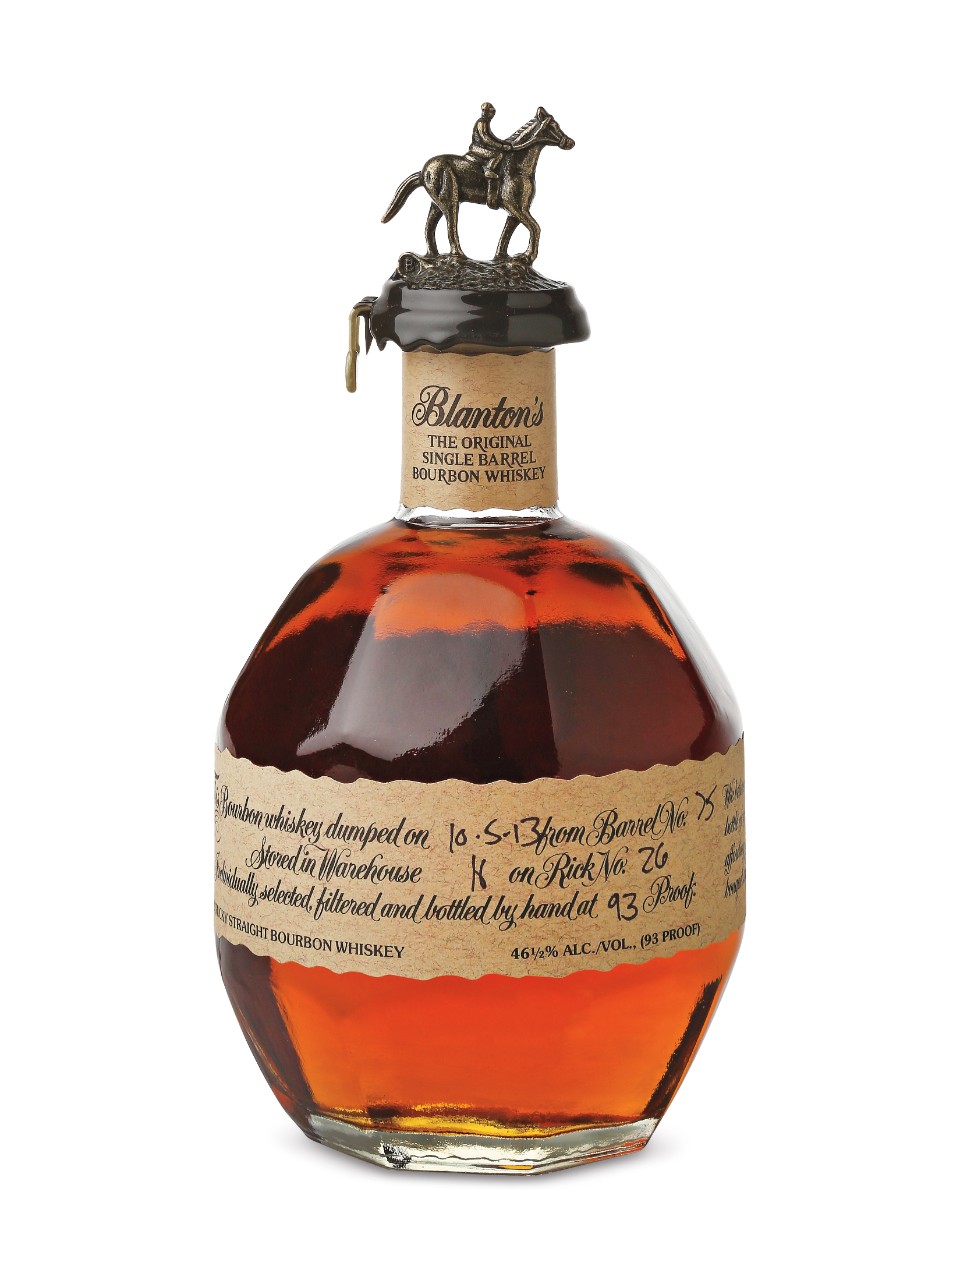 Blanton's
THE ORIGINAL
SINGLE BARREL
BOURBON WHISKEY
Bourbon whiskey dumped on 10-5-13 from Barrel No. 75
Stored in Warehouse H on Rick No. 26
selected, filtered and bottled by hand at 93 Proof.
STRAIGHT BOURBON WHISKEY
46½% ALC./VOL., (93 PROOF)